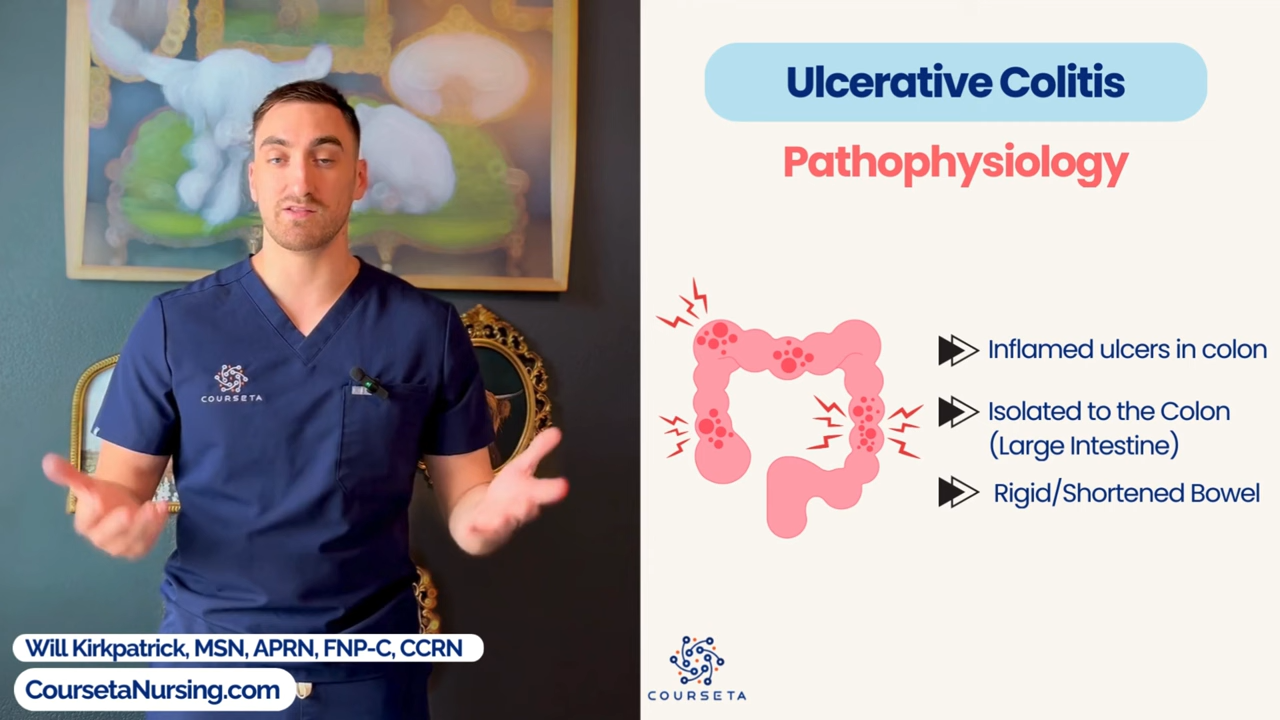 COURSETA
Will Kirkpatrick, MSN, APRN, FNP-C, CCRN
CoursetaNursing.com
Ulcerative Colitis
Pathophysiology
Inflamed ulcers in colon
Isolated to the Colon
(Large Intestine)
Rigid/Shortened Bowel
COURSETA